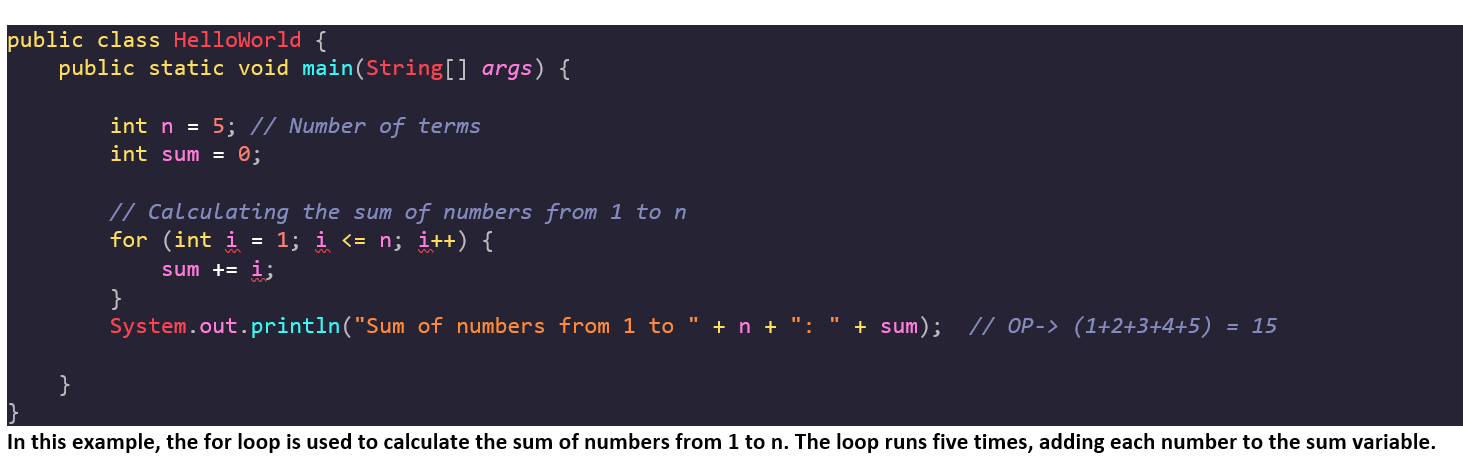 public class HelloWorld {
    public static void main(String[] args) {
        int n = 5; // Number of terms
        int sum = 0;
        // Calculating the sum of numbers from 1 to n
        for (int i = 1; i <= n; i++) {
            sum += i;
        }
        System.out.println("Sum of numbers from 1 to " + n + ": " + sum);  // OP-> (1+2+3+4+5) = 15
    }
}
In this example, the for loop is used to calculate the sum of numbers from 1 to n. The loop runs five times, adding each number to the sum variable.